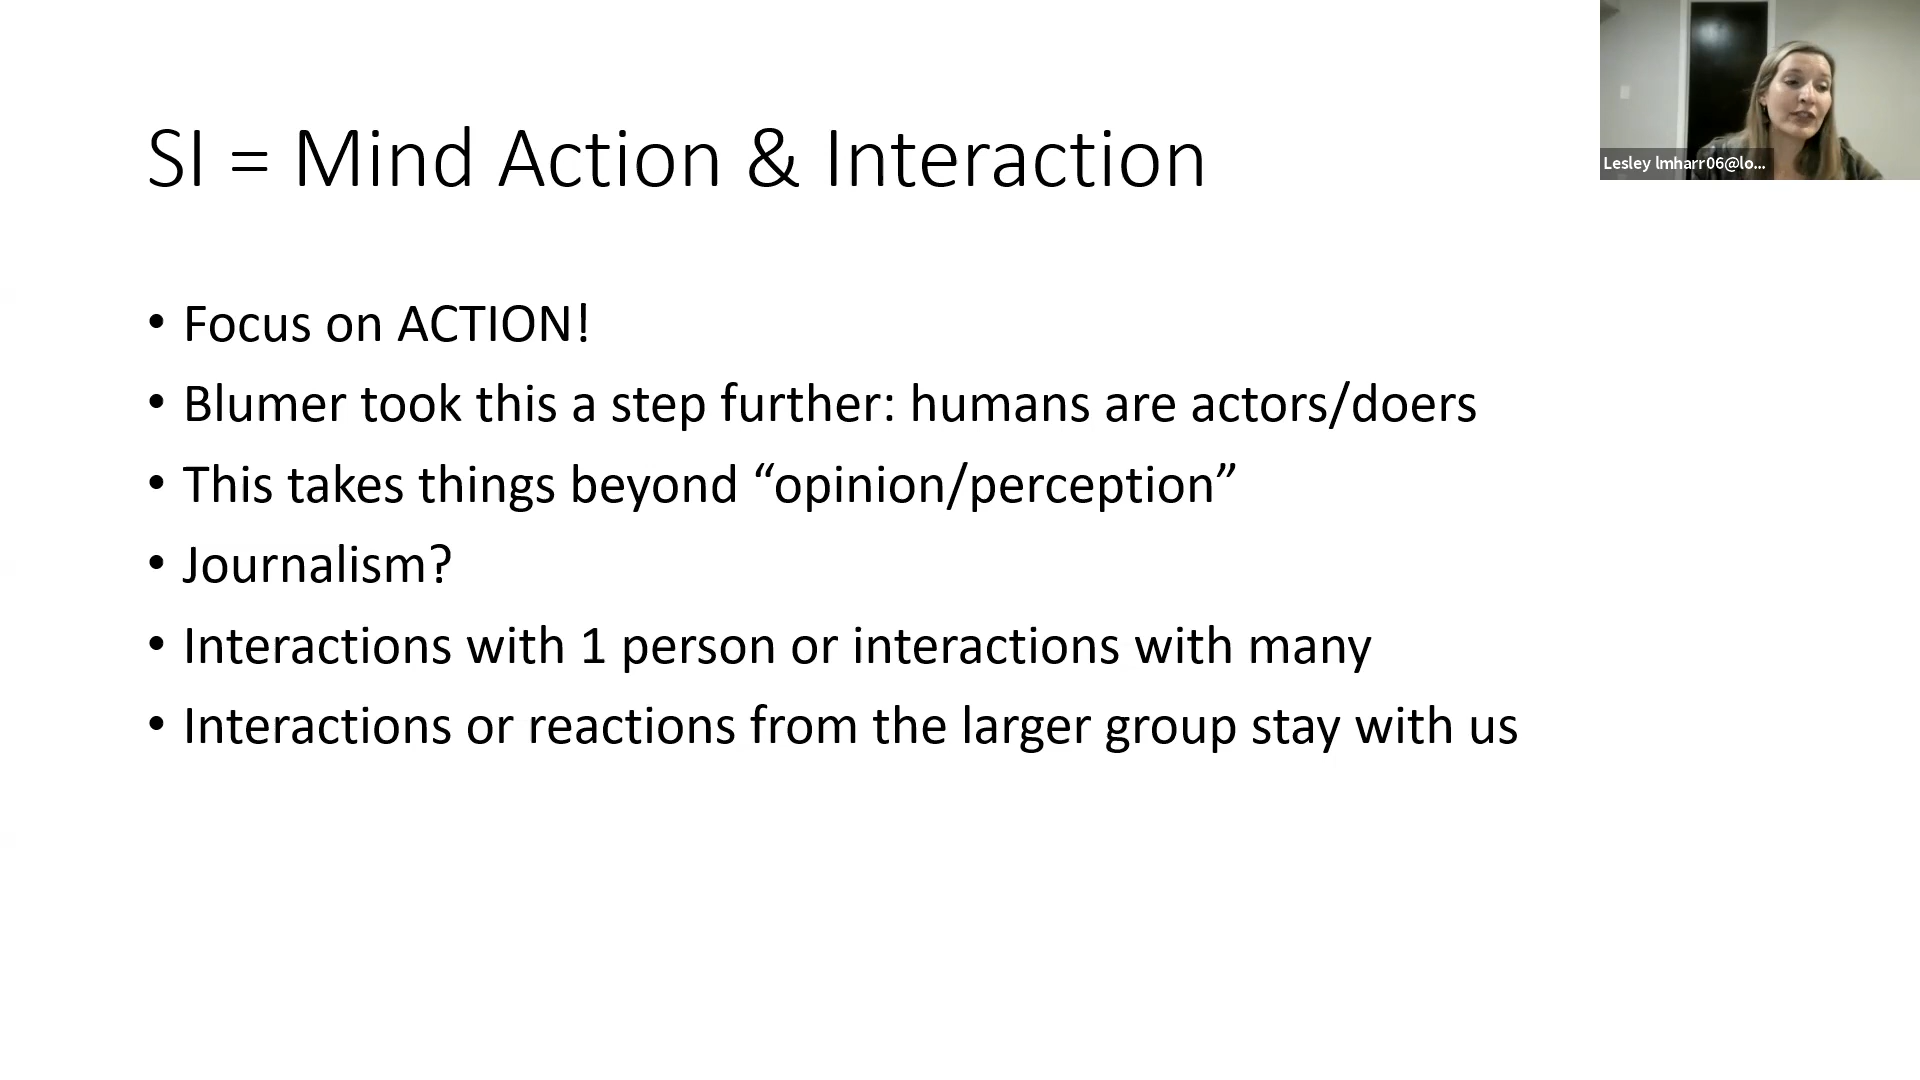 SI = Mind Action & Interaction
Lesley lmharr06@lo...
• Focus on ACTION!
• Blumer took this a step further: humans are actors/doers
• This takes things beyond “opinion/perception”
• Journalism?
• Interactions with 1 person or interactions with many
• Interactions or reactions from the larger group stay with us